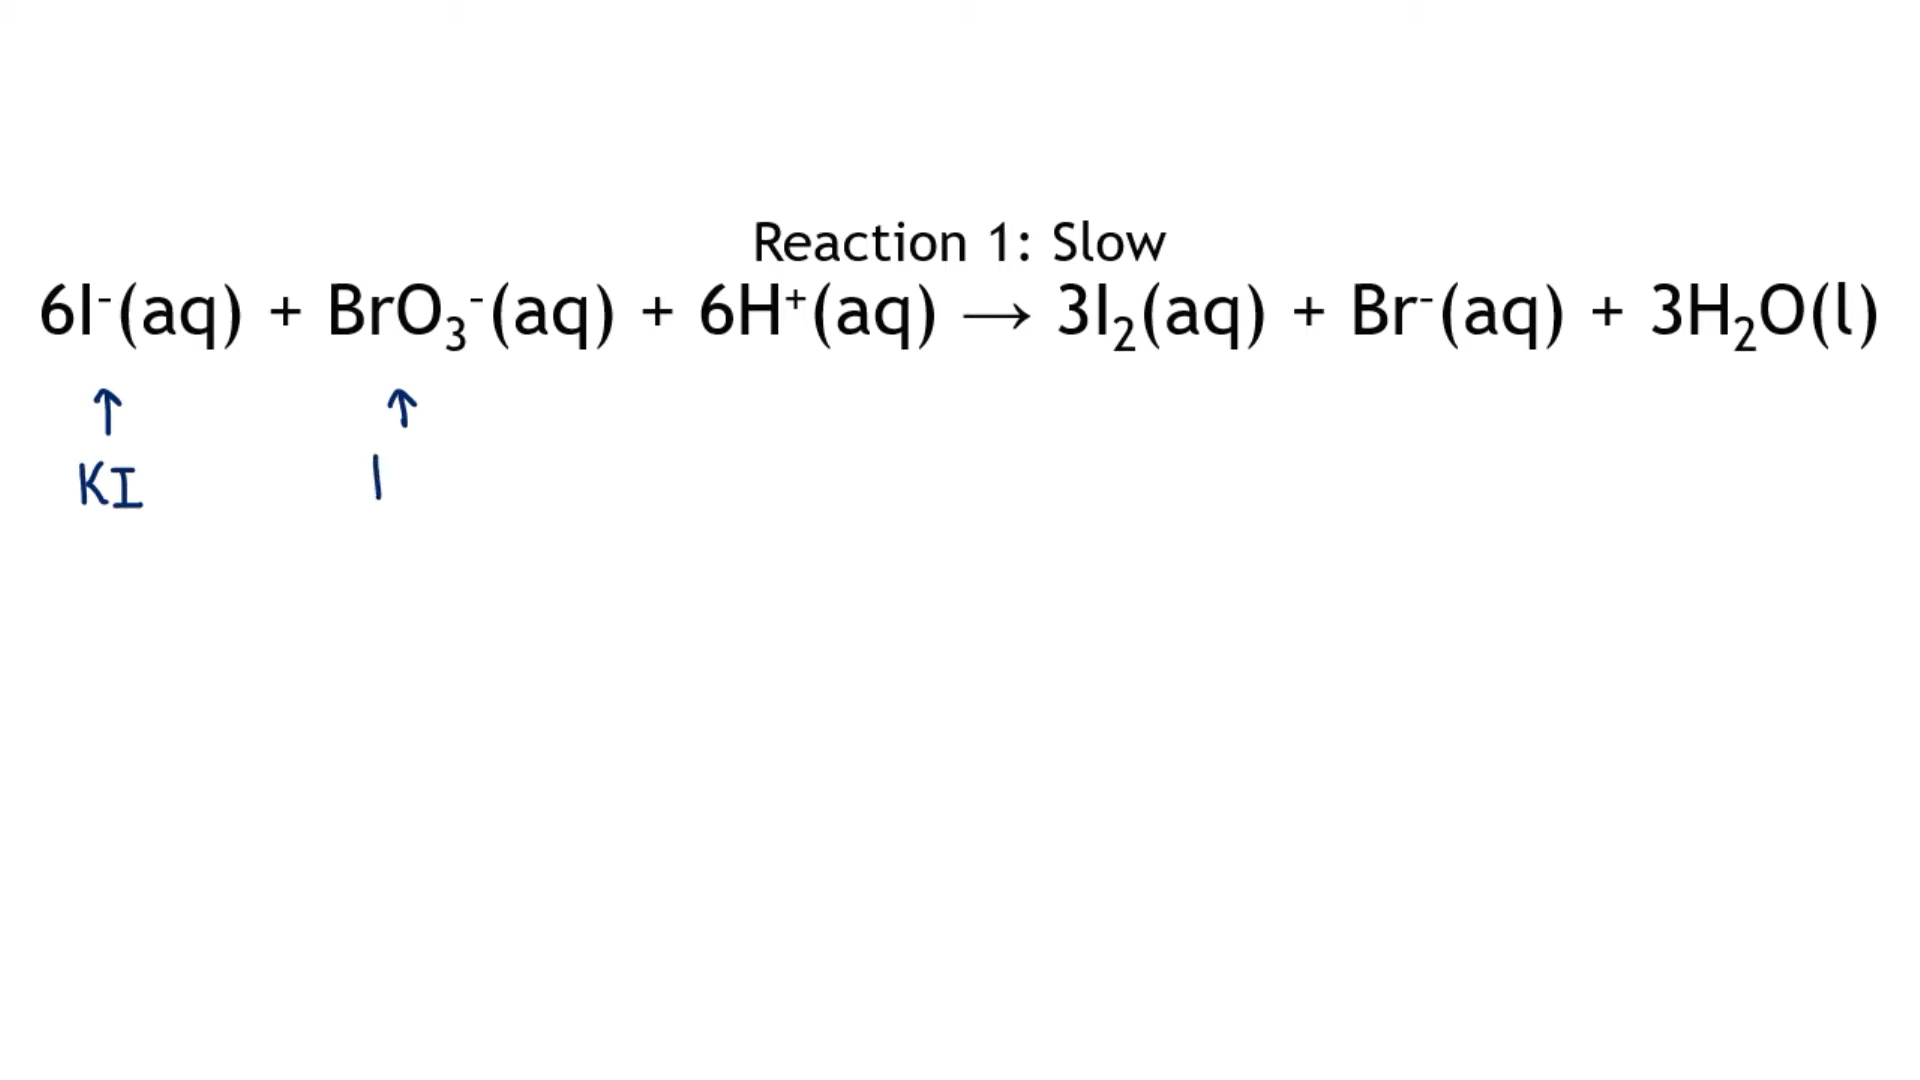 Reaction 1: Slow
6I⁻(aq) + BrO₃⁻(aq) + 6H⁺(aq) → 3I₂(aq) + Br⁻(aq) + 3H₂O(l)
↑ ↑
KI |